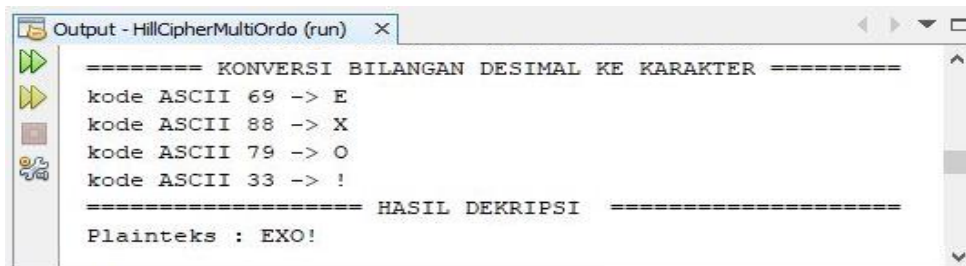 Output - HillCipherMultiOrdo (run) ×
======== KONVERSI BILANGAN DESIMAL KE KARAKTER =========
kode ASCII 69 -> E
kode ASCII 88 -> X
kode ASCII 79 -> O
kode ASCII 33 -> !
=================== HASIL DEKRIPSI ====================
Plainteks : EXO!